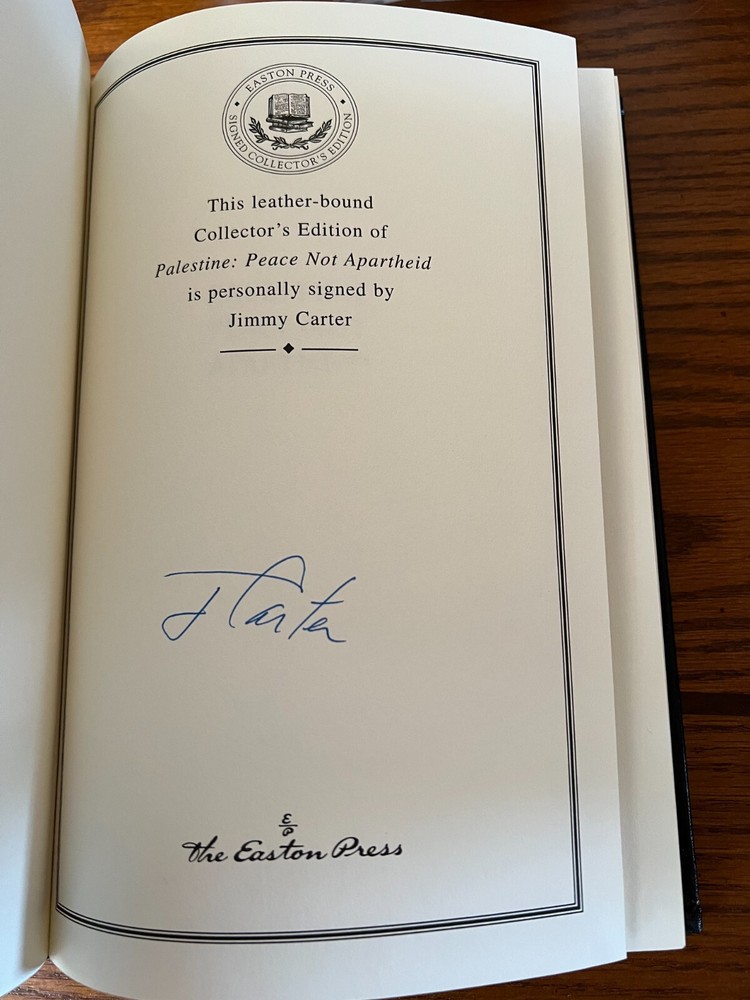 EASTON PRESS
SIGNED COLLECTOR'S EDITION
This leather-bound
Collector's Edition of
Palestine: Peace Not Apartheid
is personally signed by
Jimmy Carter
J Carter
E
P
The Easton Press